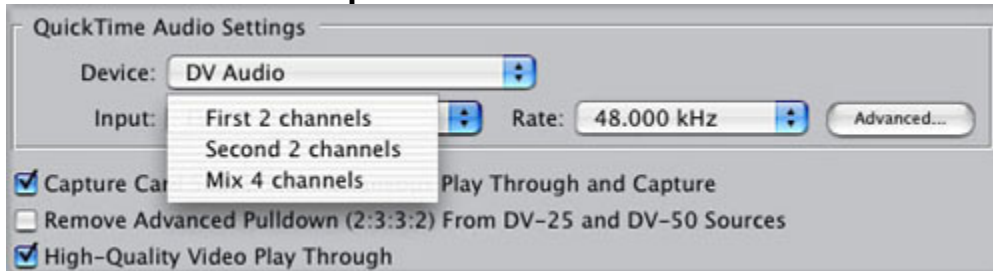 QuickTime Audio Settings
Device: DV Audio
Input: Rate: 48.000 kHz Advanced...
First 2 channels
Second 2 channels
Mix 4 channels
Capture Car Play Through and Capture
Remove Advanced Pulldown (2:3:3:2) From DV-25 and DV-50 Sources
High-Quality Video Play Through